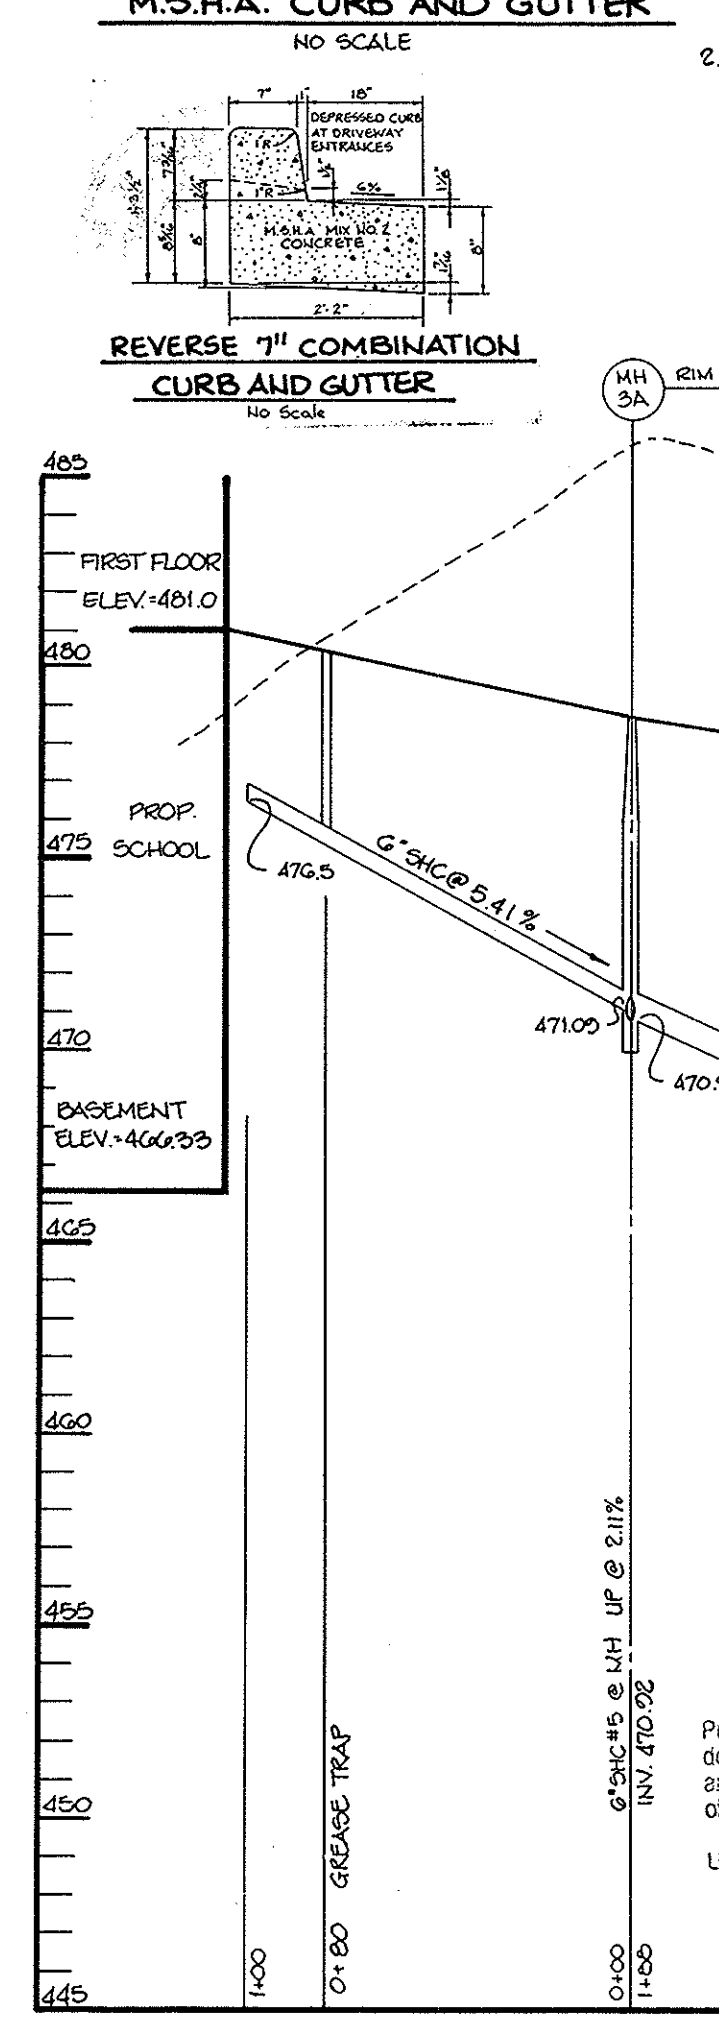 M.S.H.A. CURB AND GUTTER
NO SCALE
2.
7"
1"
18"
DEPRESSED CURB
AT DRIVEWAY
ENTRANCES
1"R
1"R
6%
8"
8"
M.S.H.A. MIX NO. 2
CONCRETE
2'-2"
REVERSE 7" COMBINATION
CURB AND GUTTER
No Scale
MH
3A
RIM
485
FIRST FLOOR
ELEV.=481.0
480
PROP.
SCHOOL
475
476.5
6" SHC @ 5.41%
471.09
470.
470
BASEMENT
ELEV.=466.33
465
460
455
450
445
1+00
0+80 GREASE TRAP
6" SHC #5 @ MH UP @ 2.11%
INV. 470.92
0+00
1+88